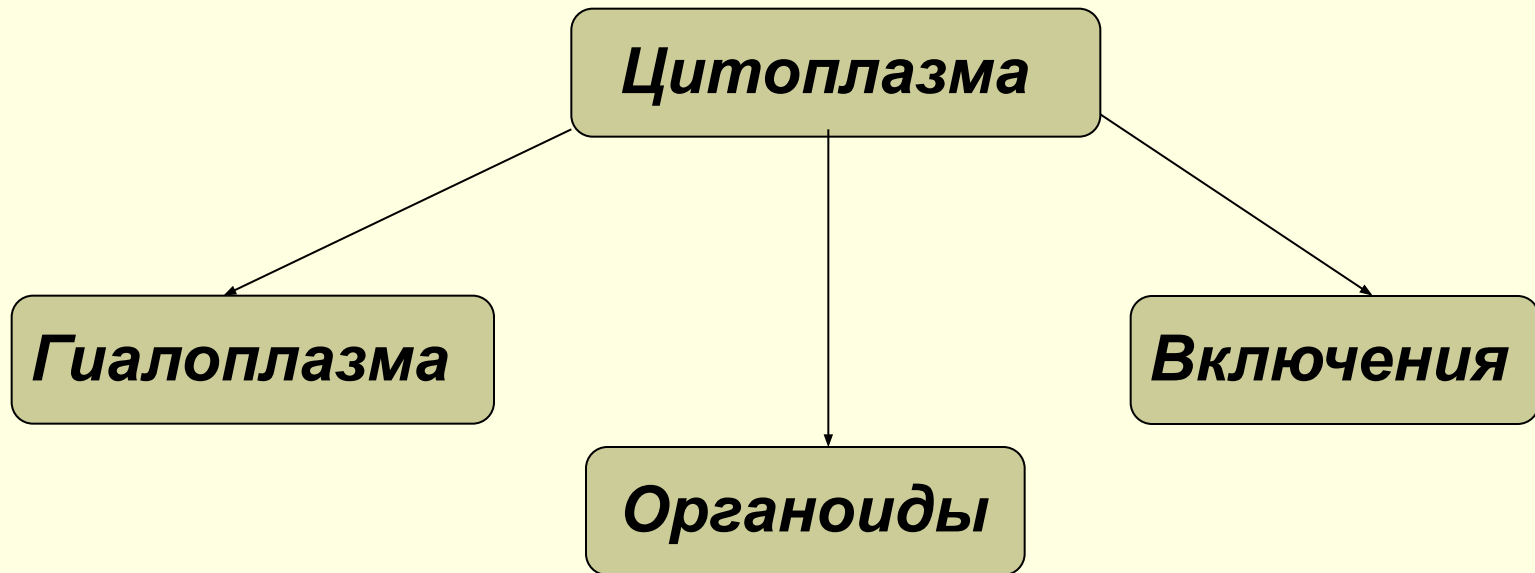 Цитоплазма
Гиалоплазма
Включения
Органоиды